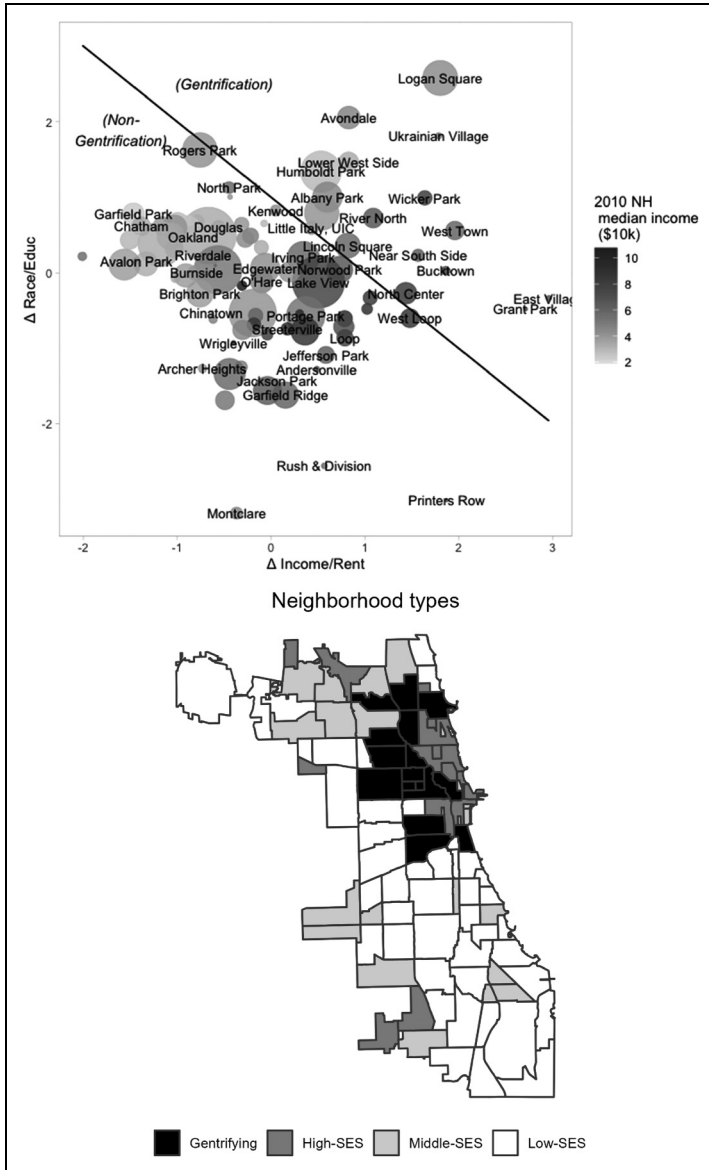 (Gentrification)
Logan Square
(Non-
Gentrification)
Avondale
2
Ukrainian Village
Rogers Park
Lower West Side
Humboldt Park
North Park
Albany Park
Wicker Park
Garfield Park
Kenwood
River North
Chatham
Douglas
Little Italy, UIC
West Town
Oakland
Lincoln Square
Riverdale
Irving Park
Near South Side
Avalon Park
Edgewater
Norwood Park
Bucktown
0
Burnside
O'Hare
Lake View
Brighton Park
North Center
East Villag
Grant Park
Chinatown
Portage Park
West Loop
Streeterville
Wrigleyville
Loop
Jefferson Park
Archer Heights
Andersonville
Jackson Park
Garfield Ridge
-2
Rush & Division
Printers Row
Montclare
-2
-1
0
1
2
3
Δ Income/Rent
Δ Race/Educ
2010 NH
median income
($10k)
10
8
6
4
2
Neighborhood types
Gentrifying
High-SES
Middle-SES
Low-SES